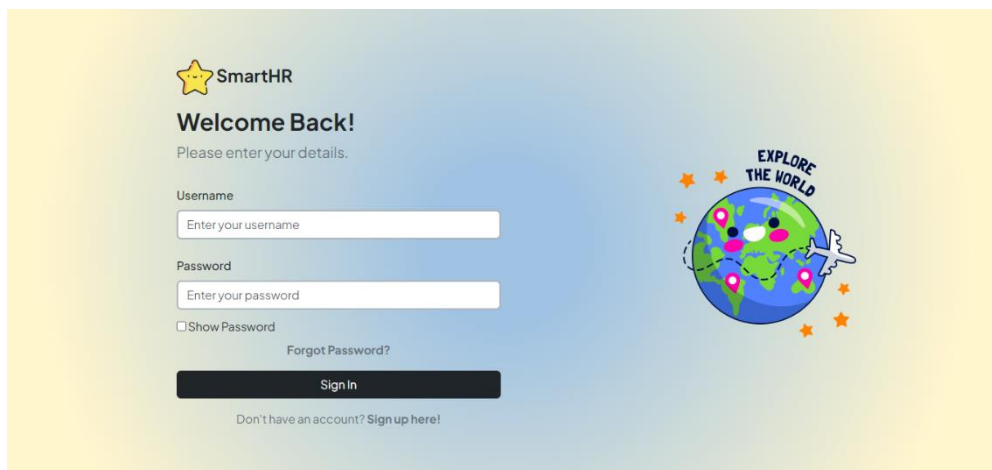 SmartHR
Welcome Back!
Please enter your details.
Username
Enter your username
Password
Enter your password
Show Password
Forgot Password?
Sign In
Don't have an account? Sign up here!
EXPLORE
THE WORLD